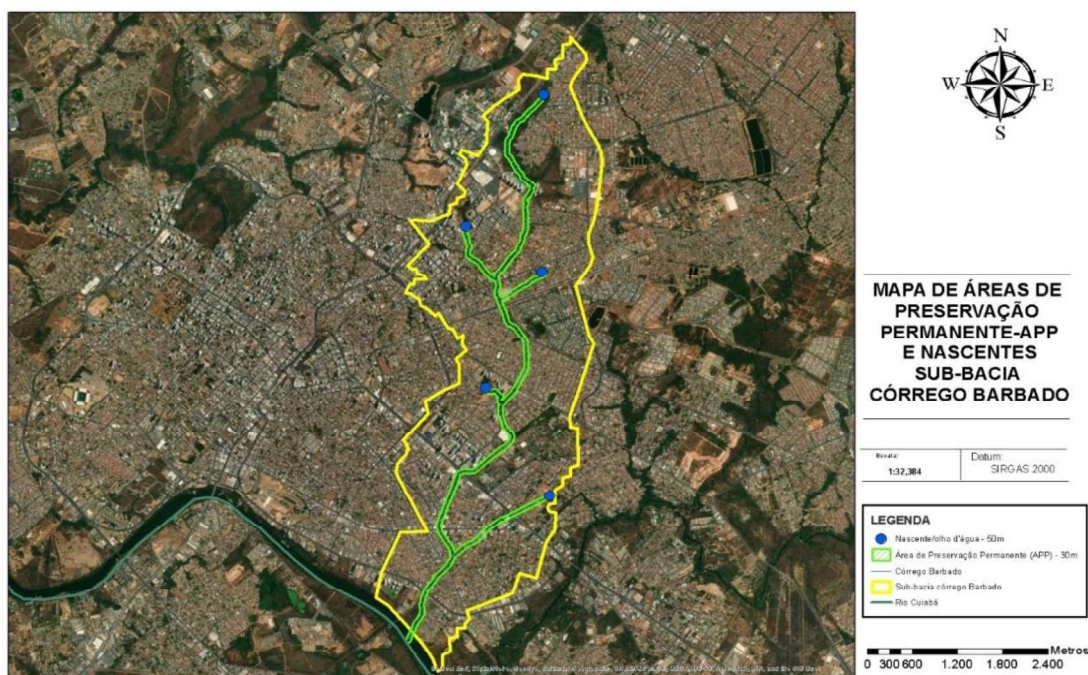 N
W E
S
MAPA DE ÁREAS DE
PRESERVAÇÃO
PERMANENTE-APP
E NASCENTES
SUB-BACIA
CÓRREGO BARBADO
Escala:
1:32,384
Datum:
SIRGAS 2000
LEGENDA
Nascente/olho d'água - 50m
Área de Preservação Permanente (APP) - 30m
Córrego Barbado
Sub-bacia córrego Barbado
Rio Cuiabá
Metros
0 300 600 1.200 1.800 2.400